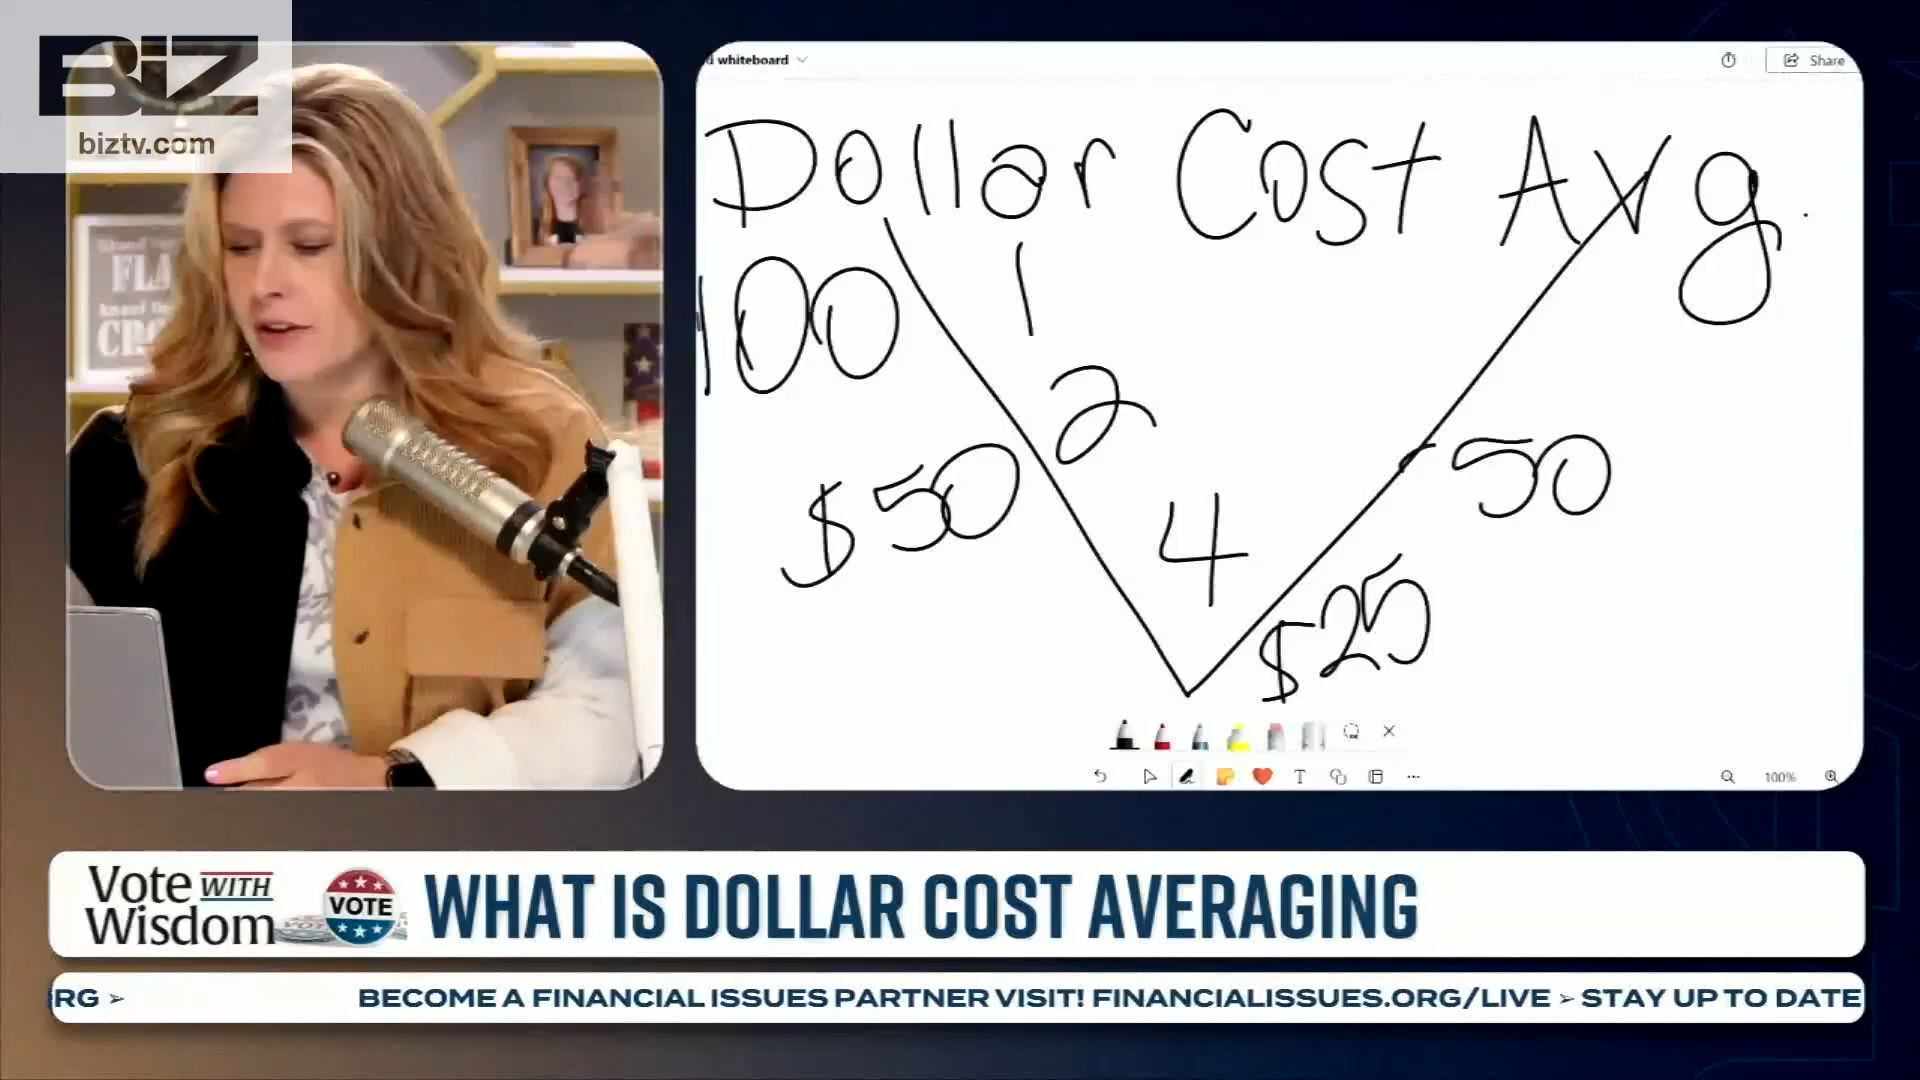 BiZ
biztv.com
FLA
CRO
d whiteboard
Share
Dollar Cost Avg.
100
1
2
$50
50
4
$25
100%
Vote WITH
Wisdom
VOTE
WHAT IS DOLLAR COST AVERAGING
RG ➢ BECOME A FINANCIAL ISSUES PARTNER VISIT! FINANCIALISSUES.ORG/LIVE ➢ STAY UP TO DATE